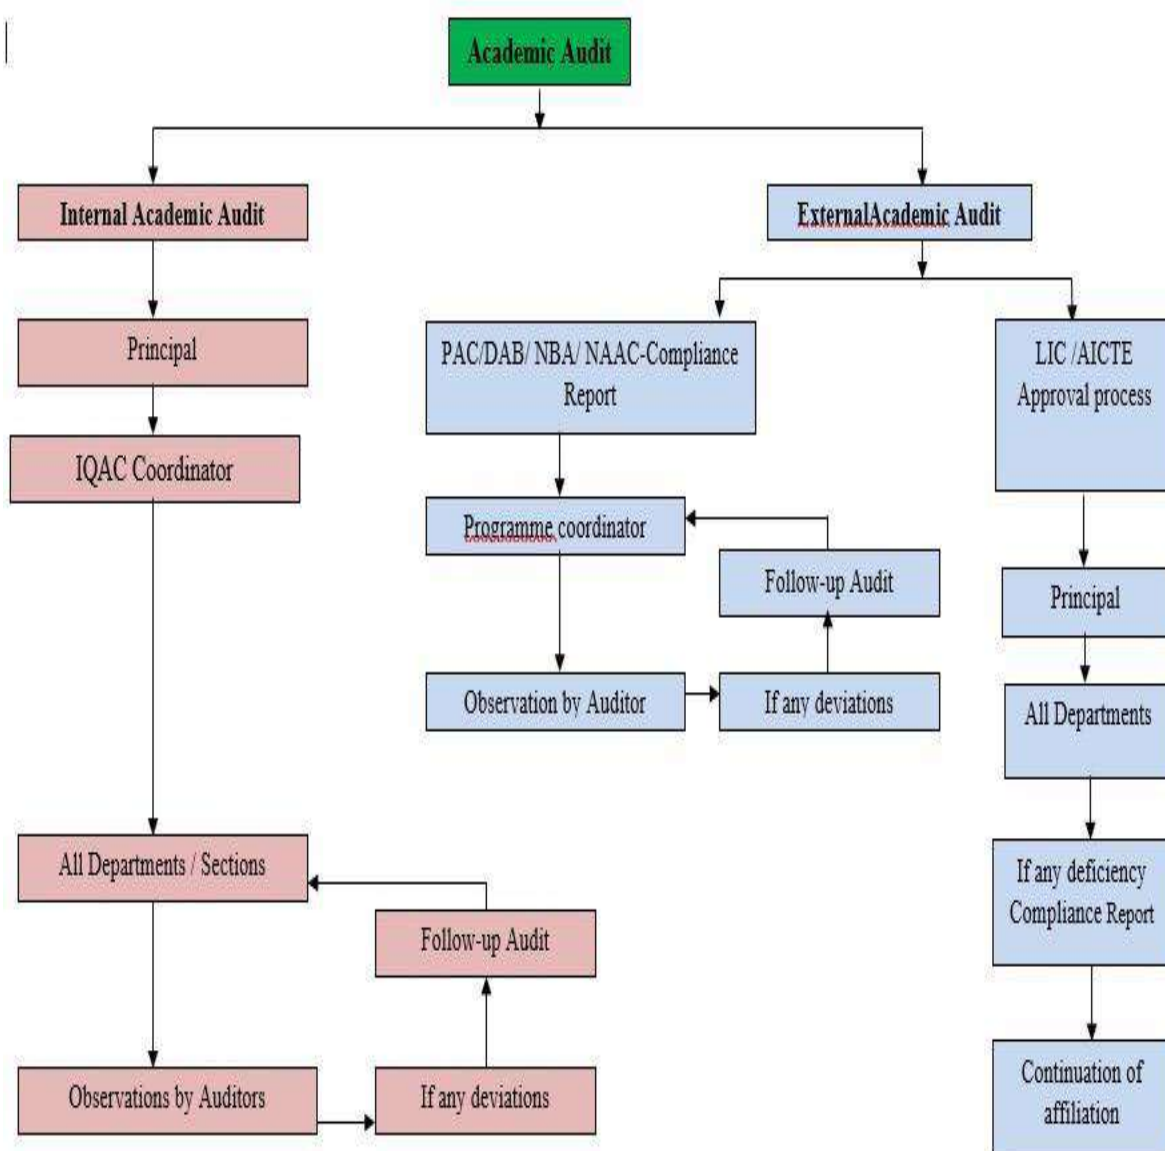 Academic Audit
Internal Academic Audit
ExternalAcademic Audit
Principal
PAC/DAB/ NBA/ NAAC-Compliance
Report
LIC /AICTE
Approval process
IQAC Coordinator
Programme coordinator
Follow-up Audit
Principal
Observation by Auditor
If any deviations
All Departments
All Departments / Sections
If any deficiency
Compliance Report
Follow-up Audit
Observations by Auditors
If any deviations
Continuation of
affiliation